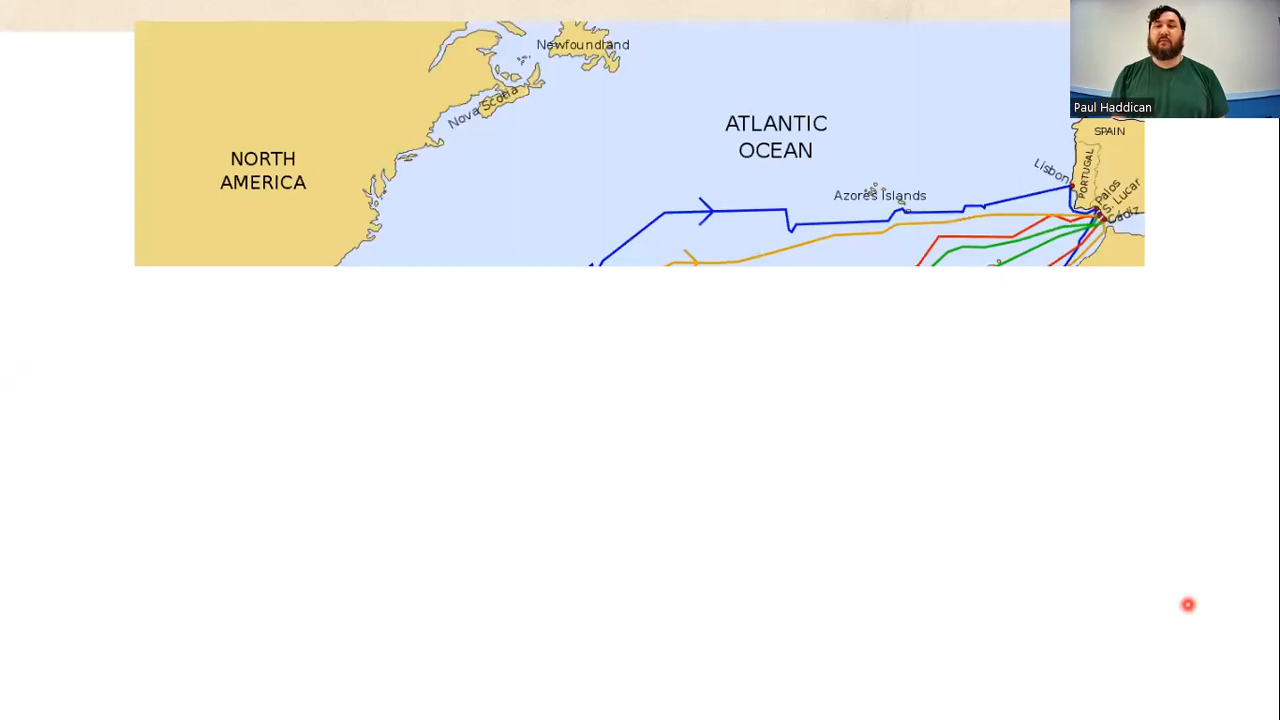 Newfoundland
Nova Scotia
ATLANTIC
OCEAN
NORTH
AMERICA
Paul Haddican
SPAIN
PORTUGAL
Lisbon
Palos
S. Lucar
Cadiz
Azores Islands